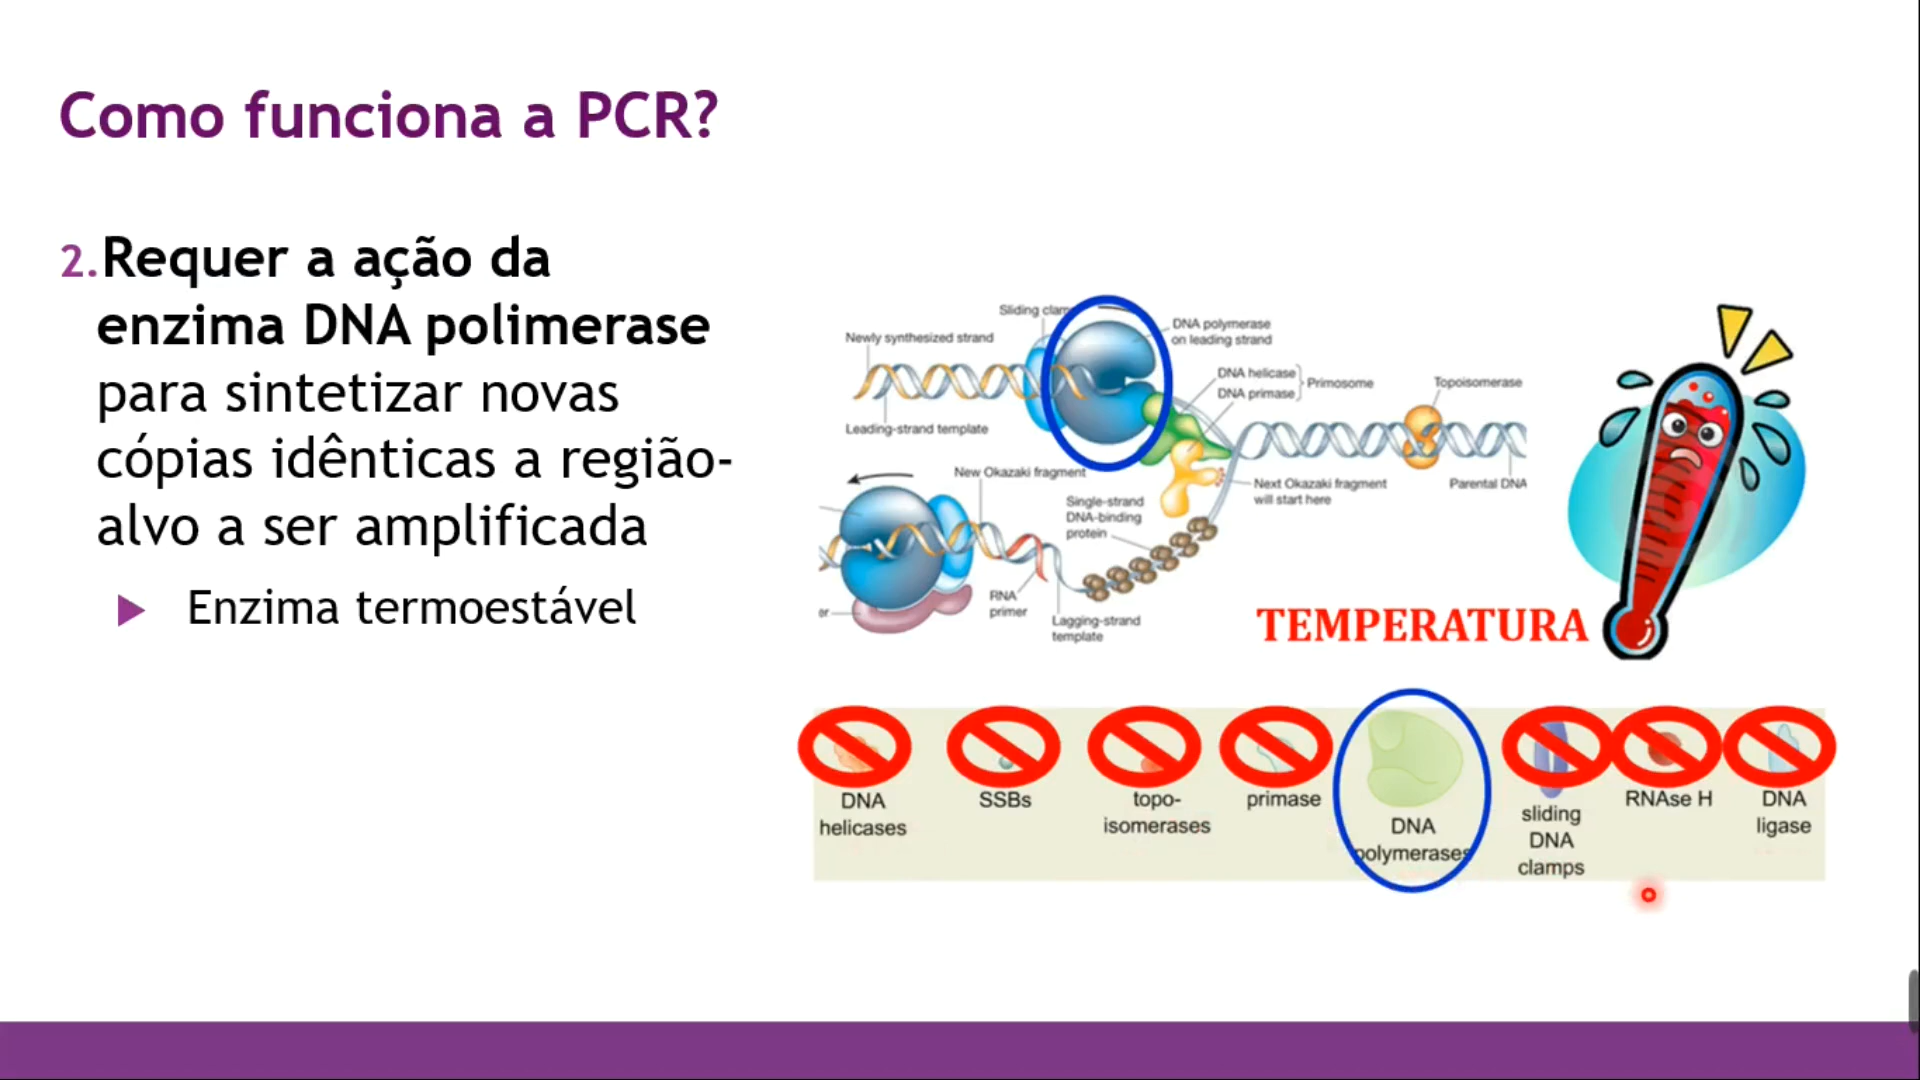 Como funciona a PCR?
2. Requer a ação da
enzima DNA polimerase
para sintetizar novas
cópias idênticas a região-
alvo a ser amplificada
Enzima termoestável
Sliding clam
Newly synthesized strand
DNA polymerase
on leading strand
DNA helicase
DNA primase
Primosome
Topoisomerase
Leading-strand template
New Okazaki fragment
Next Okazaki fragment
will start here
Parental DNA
Single-strand
DNA-binding
protein
RNA
primer
er
Lagging-strand
template
TEMPERATURA
DNA
helicases
SSBs
topo-
isomerases
primase
DNA
polymerases
sliding
DNA
clamps
RNAse H
DNA
ligase